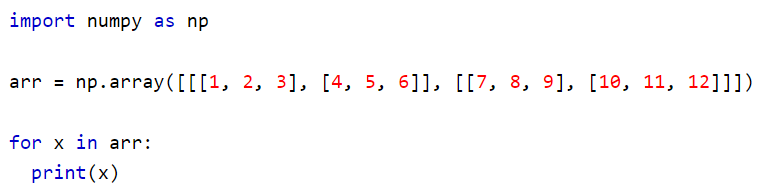 import numpy as np
arr = np.array([[[1, 2, 3], [4, 5, 6]], [[7, 8, 9], [10, 11, 12]]])
for x in arr:
  print(x)